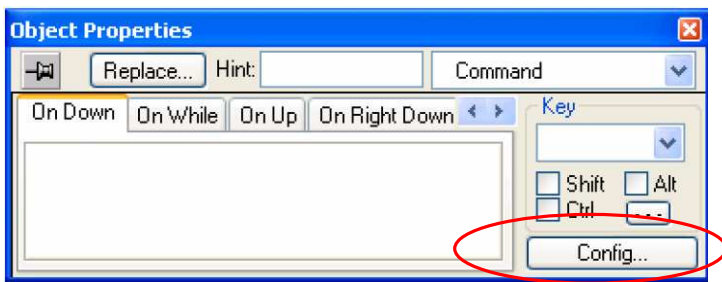 Object Properties
Replace... Hint: Command
On Down On While On Up On Right Down Key
Shift Alt
Ctrl ...
Config...